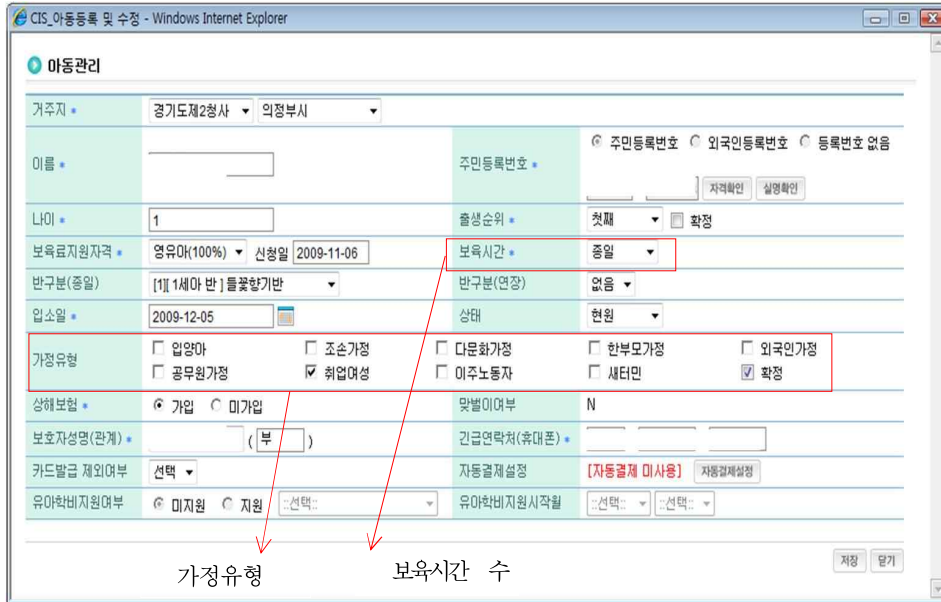 CIS_아동등록 및 수정 - Windows Internet Explorer
아동관리
거주지 * 경기도제2청사 의정부시
이름 * 주민등록번호 * 주민등록번호 외국인등록번호 등록번호 없음
자격확인 실명확인
나이 * 1 출생순위 * 첫째 확정
보육료지원자격 * 영유아(100%) 신청일 2009-11-06 보육시간 * 종일
반구분(종일) [1][ 1세아 반 ] 들꽃향기반 반구분(연장) 없음
입소일 * 2009-12-05 상태 현원
가정유형 입양아 조손가정 다문화가정 한부모가정 외국인가정
공무원가정 취업여성 이주노동자 새터민 확정
상해보험 * 가입 미가입 맞벌이여부 N
보호자성명(관계) * ( 부 ) 긴급연락처(휴대폰) *
카드발급 제외여부 선택 자동결제설정 [자동결제 미사용] 자동결제설정
유아학비지원여부 미지원 지원 ::선택:: 유아학비지원시작월 ::선택:: ::선택::
저장 닫기
가정유형 보육시간 수